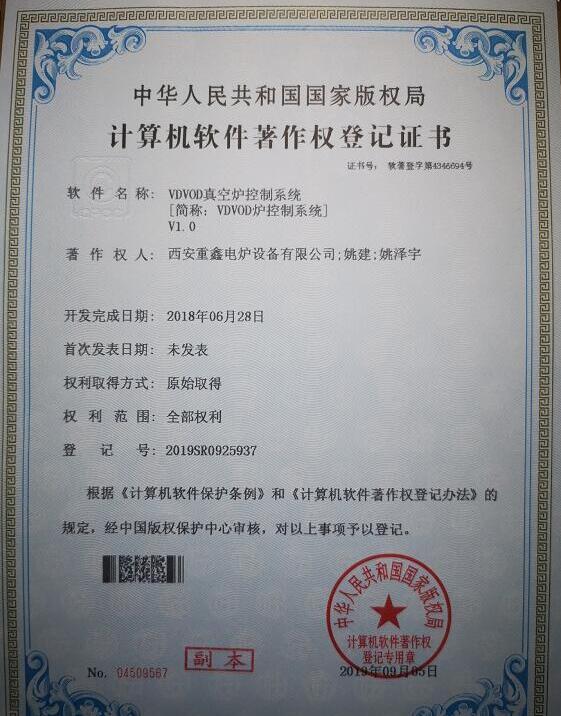 中华人民共和国国家版权局
计算机软件著作权登记证书
证书号: 软著登字第4346694号
软件名称: VDVOD真空炉控制系统
[简称: VDVOD炉控制系统]
V1.0
著作权人: 西安重鑫电炉设备有限公司;姚建;姚泽宇
开发完成日期: 2018年06月28日
首次发表日期: 未发表
权利取得方式: 原始取得
权利范围: 全部权利
登记号: 2019SR0925937
根据《计算机软件保护条例》和《计算机软件著作权登记办法》的
规定,经中国版权保护中心审核,对以上事项予以登记。
中华人民共和国国家版权局
计算机软件著作权
登记专用章
2019年09月05日
副本
No. 04509567